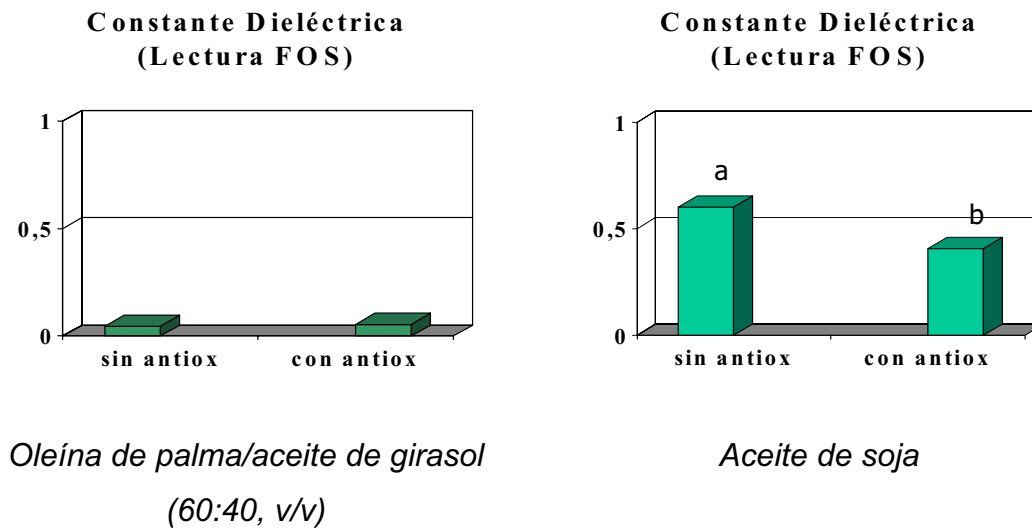 Constante Dieléctrica
(Lectura FOS)
1
0,5
0
sin antiox
con antiox
Oleína de palma/aceite de girasol
(60:40, v/v)
Constante Dieléctrica
(Lectura FOS)
1
a
b
0,5
0
sin antiox
con antiox
Aceite de soja